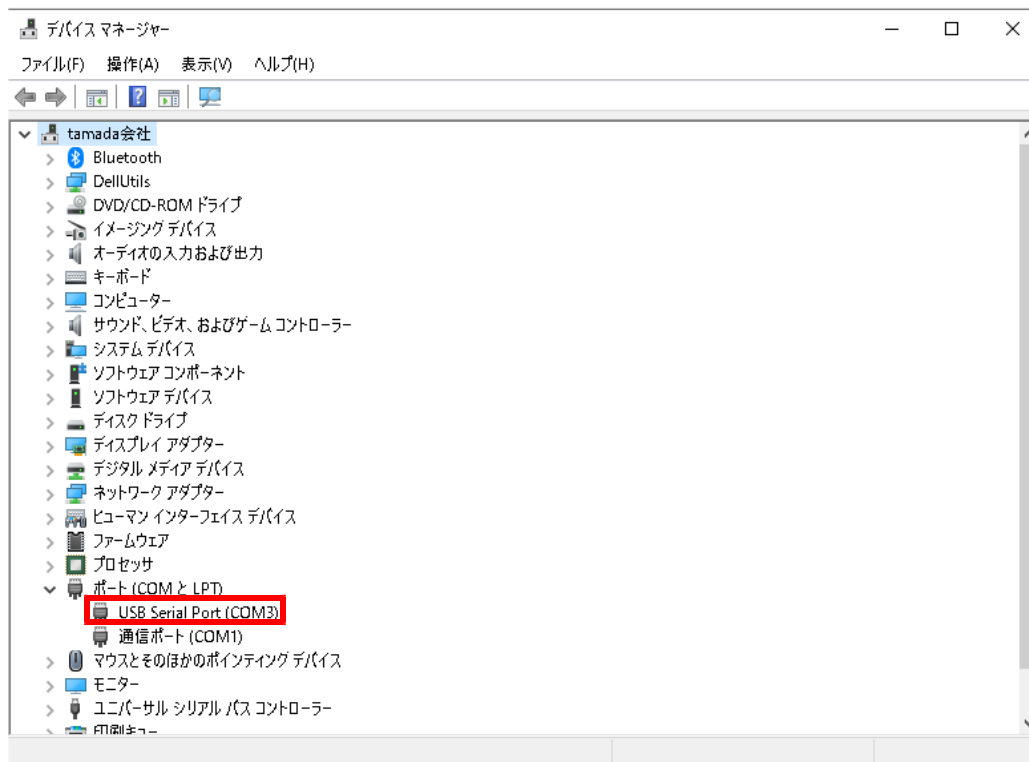 デバイス マネージャー
ファイル(F) 操作(A) 表示(V) ヘルプ(H)
tamada会社
Bluetooth
DellUtils
DVD/CD-ROM ドライブ
イメージング デバイス
オーディオの入力および出力
キーボード
コンピューター
サウンド、ビデオ、およびゲーム コントローラー
システム デバイス
ソフトウェア コンポーネント
ソフトウェア デバイス
ディスク ドライブ
ディスプレイ アダプター
デジタル メディア デバイス
ネットワーク アダプター
ヒューマン インターフェイス デバイス
ファームウェア
プロセッサ
ポート (COM と LPT)
USB Serial Port (COM3)
通信ポート (COM1)
マウスとそのほかのポインティング デバイス
モニター
ユニバーサル シリアル バス コントローラー
印刷キュー